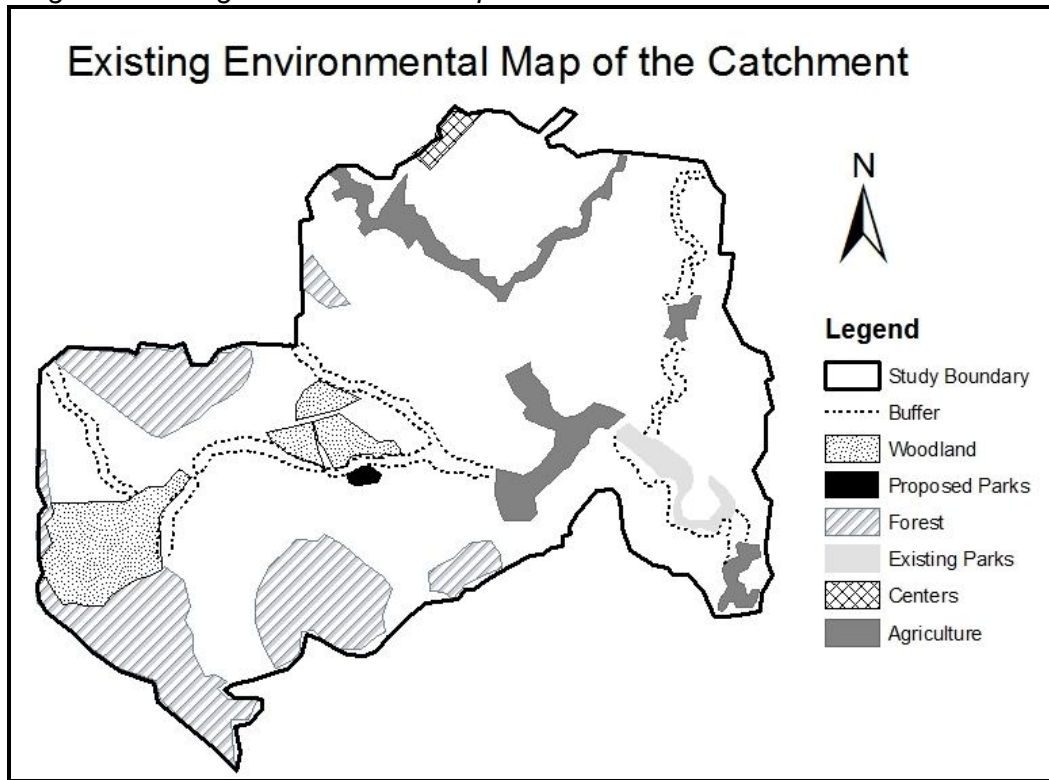 Existing Environmental Map of the Catchment
N
Legend
Study Boundary
Buffer
Woodland
Proposed Parks
Forest
Existing Parks
Centers
Agriculture